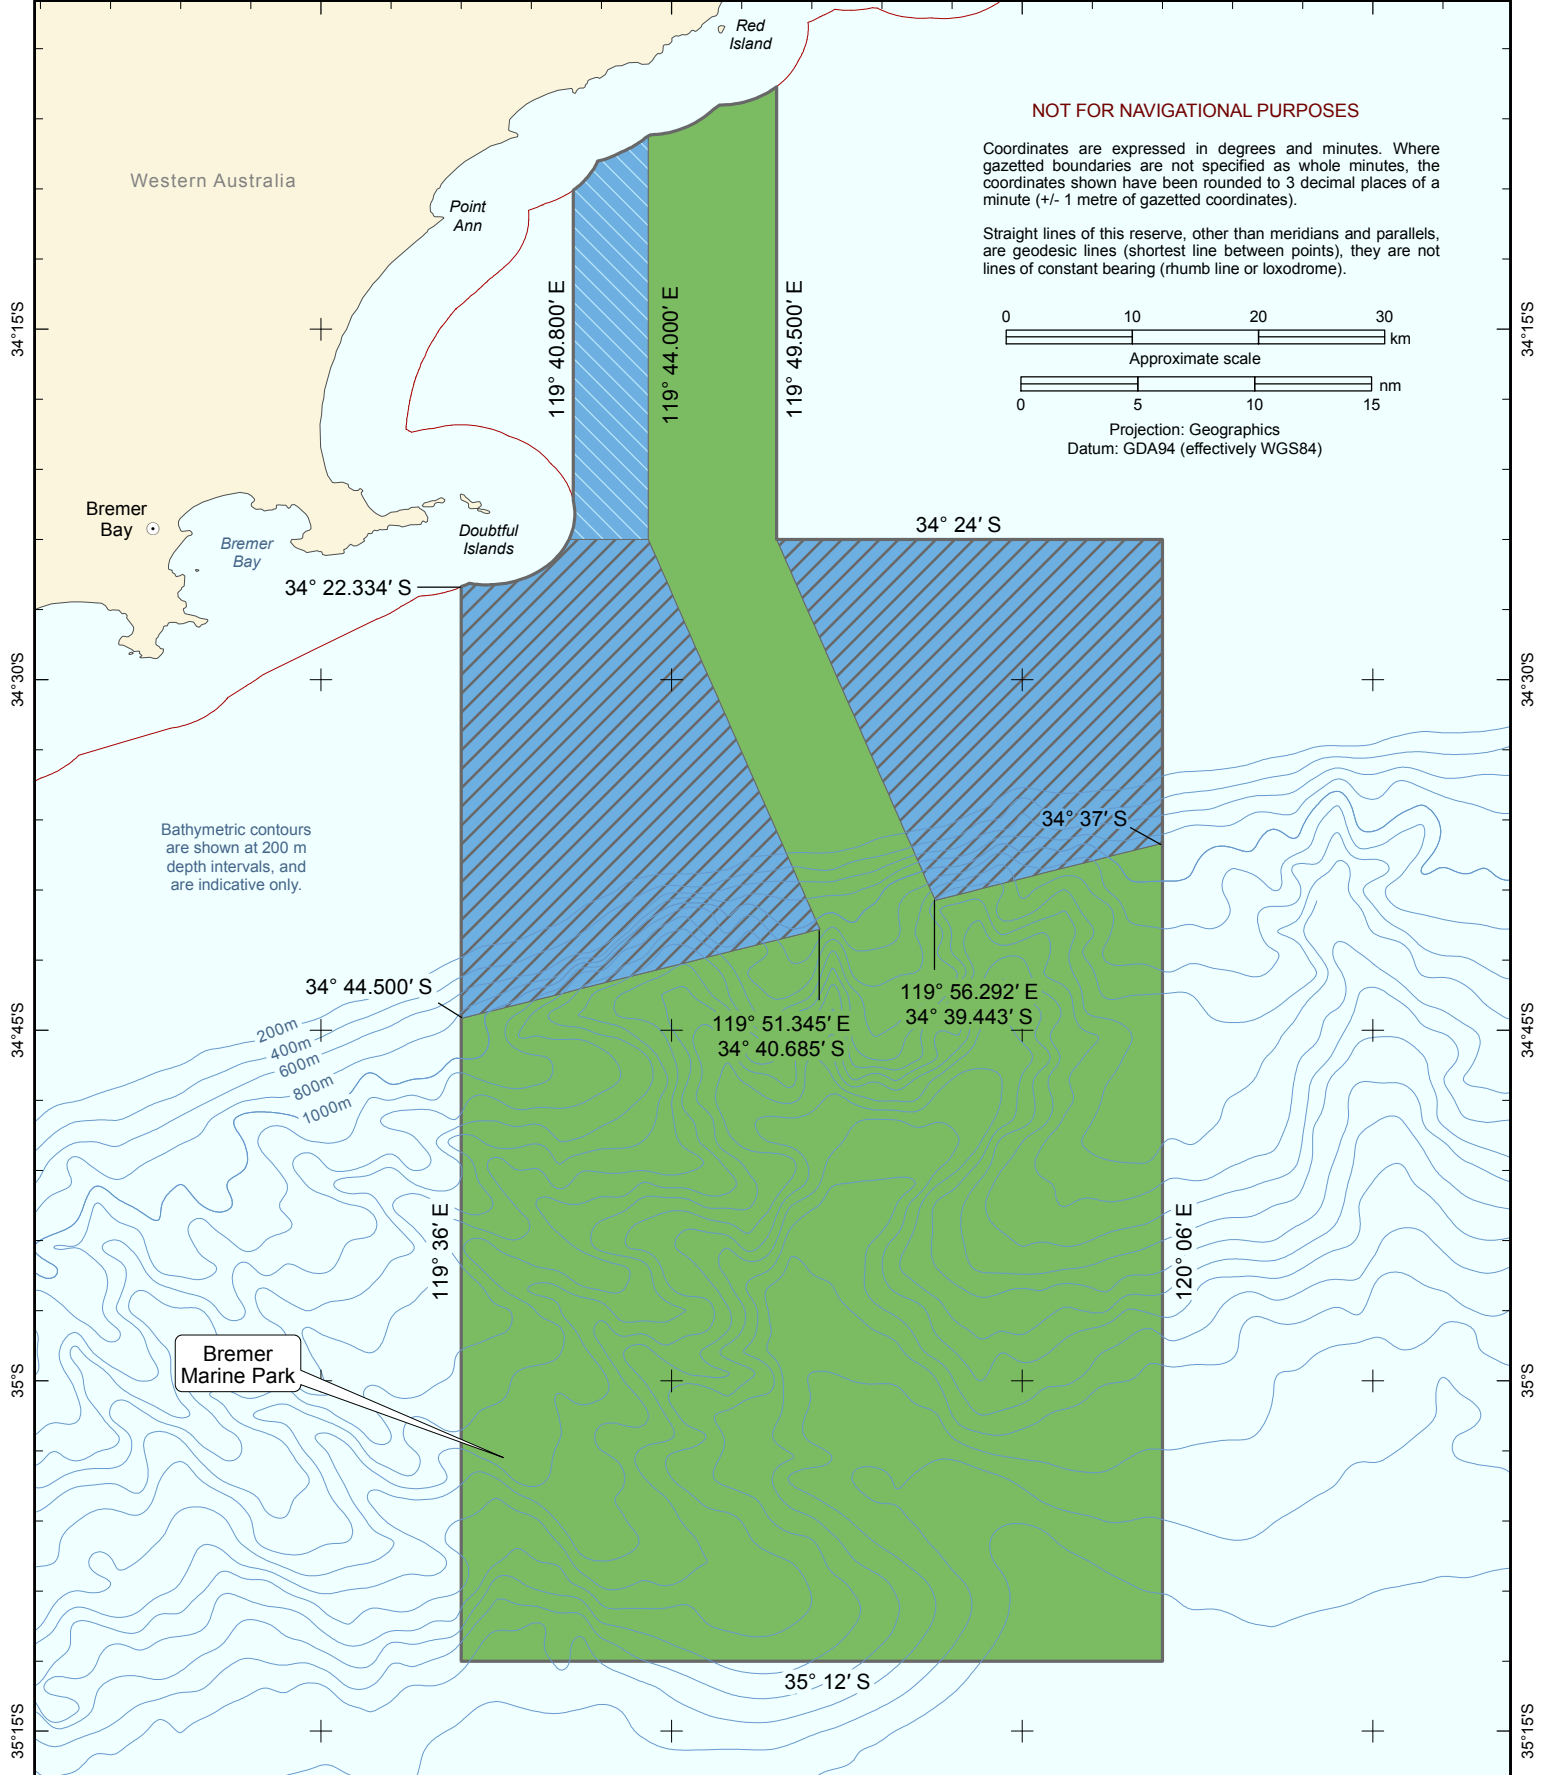 Red
Island
NOT FOR NAVIGATIONAL PURPOSES
Coordinates are expressed in degrees and minutes. Where
gazetted boundaries are not specified as whole minutes, the
coordinates shown have been rounded to 3 decimal places of a
minute (+/- 1 metre of gazetted coordinates).
Straight lines of this reserve, other than meridians and parallels,
are geodesic lines (shortest line between points), they are not
lines of constant bearing (rhumb line or loxodrome).
Western Australia
Point
Ann
34°15'S
119° 40.800' E
119° 44.000' E
119° 49.500' E
0 10 20 30
km
Approximate scale
nm
0 5 10 15
Projection: Geographics
Datum: GDA94 (effectively WGS84)
34°15'S
Bremer
Bay
Bremer
Bay
Doubtful
Islands
34° 24' S
34° 22.334' S
34°30'S
34°30'S
34° 37' S
Bathymetric contours
are shown at 200 m
depth intervals, and
are indicative only.
34° 44.500' S
119° 56.292' E
34° 39.443' S
119° 51.345' E
34° 40.685' S
34°45'S
34°45'S
200m
400m
600m
800m
1000m
119° 36' E
120° 06' E
Bremer
Marine Park
35°S
35°S
35° 12' S
35°15'S
35°15'S